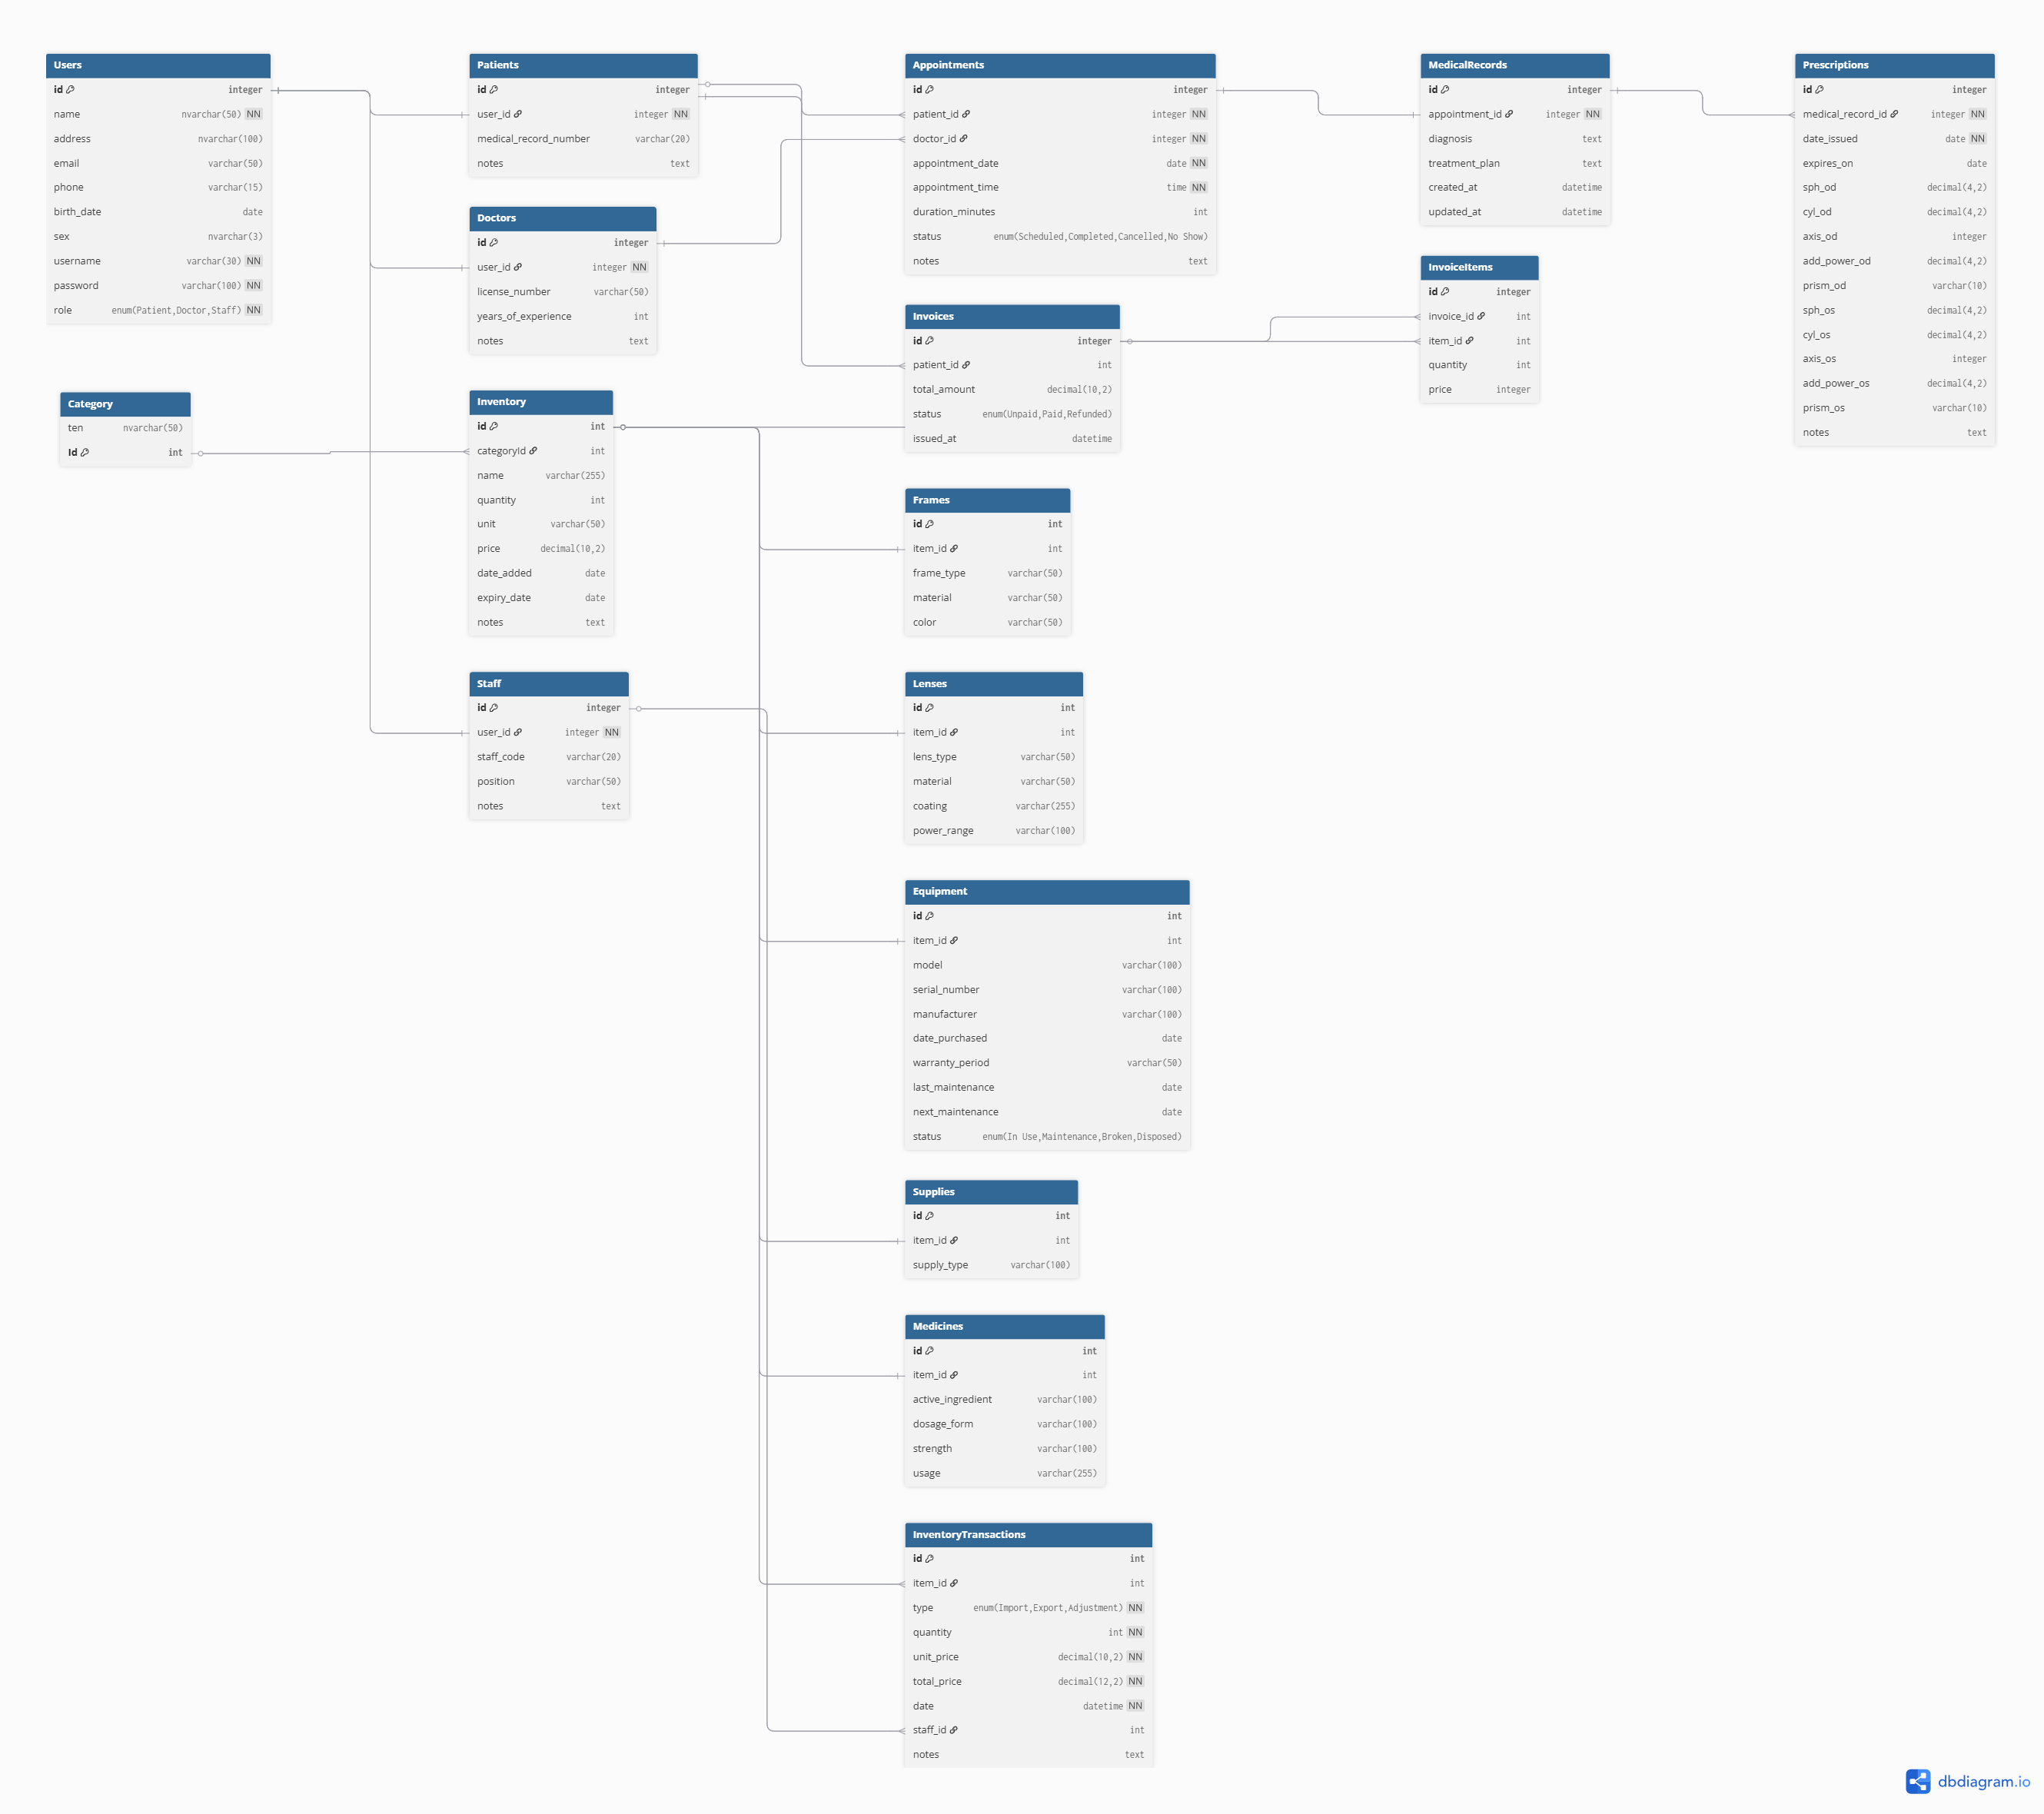 Users
id integer
name nvarchar(50) NN
address nvarchar(100)
email varchar(50)
phone varchar(15)
birth_date date
sex nvarchar(3)
username varchar(30) NN
password varchar(100) NN
role enum(Patient,Doctor,Staff) NN
Category
ten nvarchar(50)
Id int
Patients
id integer
user_id integer NN
medical_record_number varchar(20)
notes text
Doctors
id integer
user_id integer NN
license_number varchar(50)
years_of_experience int
notes text
Inventory
id int
categoryId int
name varchar(255)
quantity int
unit varchar(50)
price decimal(10,2)
date_added date
expiry_date date
notes text
Staff
id integer
user_id integer NN
staff_code varchar(20)
position varchar(50)
notes text
Appointments
id integer
patient_id integer NN
doctor_id integer NN
appointment_date date NN
appointment_time time NN
duration_minutes int
status enum(Scheduled,Completed,Cancelled,No Show)
notes text
Invoices
id integer
patient_id int
total_amount decimal(10,2)
status enum(Unpaid,Paid,Refunded)
issued_at datetime
Frames
id int
item_id int
frame_type varchar(50)
material varchar(50)
color varchar(50)
Lenses
id int
item_id int
lens_type varchar(50)
material varchar(50)
coating varchar(255)
power_range varchar(100)
Equipment
id int
item_id int
model varchar(100)
serial_number varchar(100)
manufacturer varchar(100)
date_purchased date
warranty_period varchar(50)
last_maintenance date
next_maintenance date
status enum(In Use,Maintenance,Broken,Disposed)
Supplies
id int
item_id int
supply_type varchar(100)
Medicines
id int
item_id int
active_ingredient varchar(100)
dosage_form varchar(100)
strength varchar(100)
usage varchar(255)
InventoryTransactions
id int
item_id int
type enum(Import,Export,Adjustment) NN
quantity int NN
unit_price decimal(10,2) NN
total_price decimal(12,2) NN
date datetime NN
staff_id int
notes text
MedicalRecords
id integer
appointment_id integer NN
diagnosis text
treatment_plan text
created_at datetime
updated_at datetime
InvoiceItems
id integer
invoice_id int
item_id int
quantity int
price integer
Prescriptions
id integer
medical_record_id integer NN
date_issued date NN
expires_on date
sph_od decimal(4,2)
cyl_od decimal(4,2)
axis_od integer
add_power_od decimal(4,2)
prism_od varchar(10)
sph_os decimal(4,2)
cyl_os decimal(4,2)
axis_os integer
add_power_os decimal(4,2)
prism_os varchar(10)
notes text
dbdiagram.io